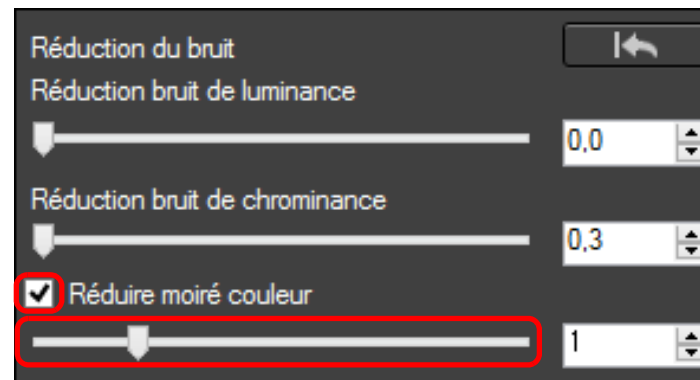 Réduction du bruit
Réduction bruit de luminance
0,0
Réduction bruit de chrominance
0,3
Réduire moiré couleur
1